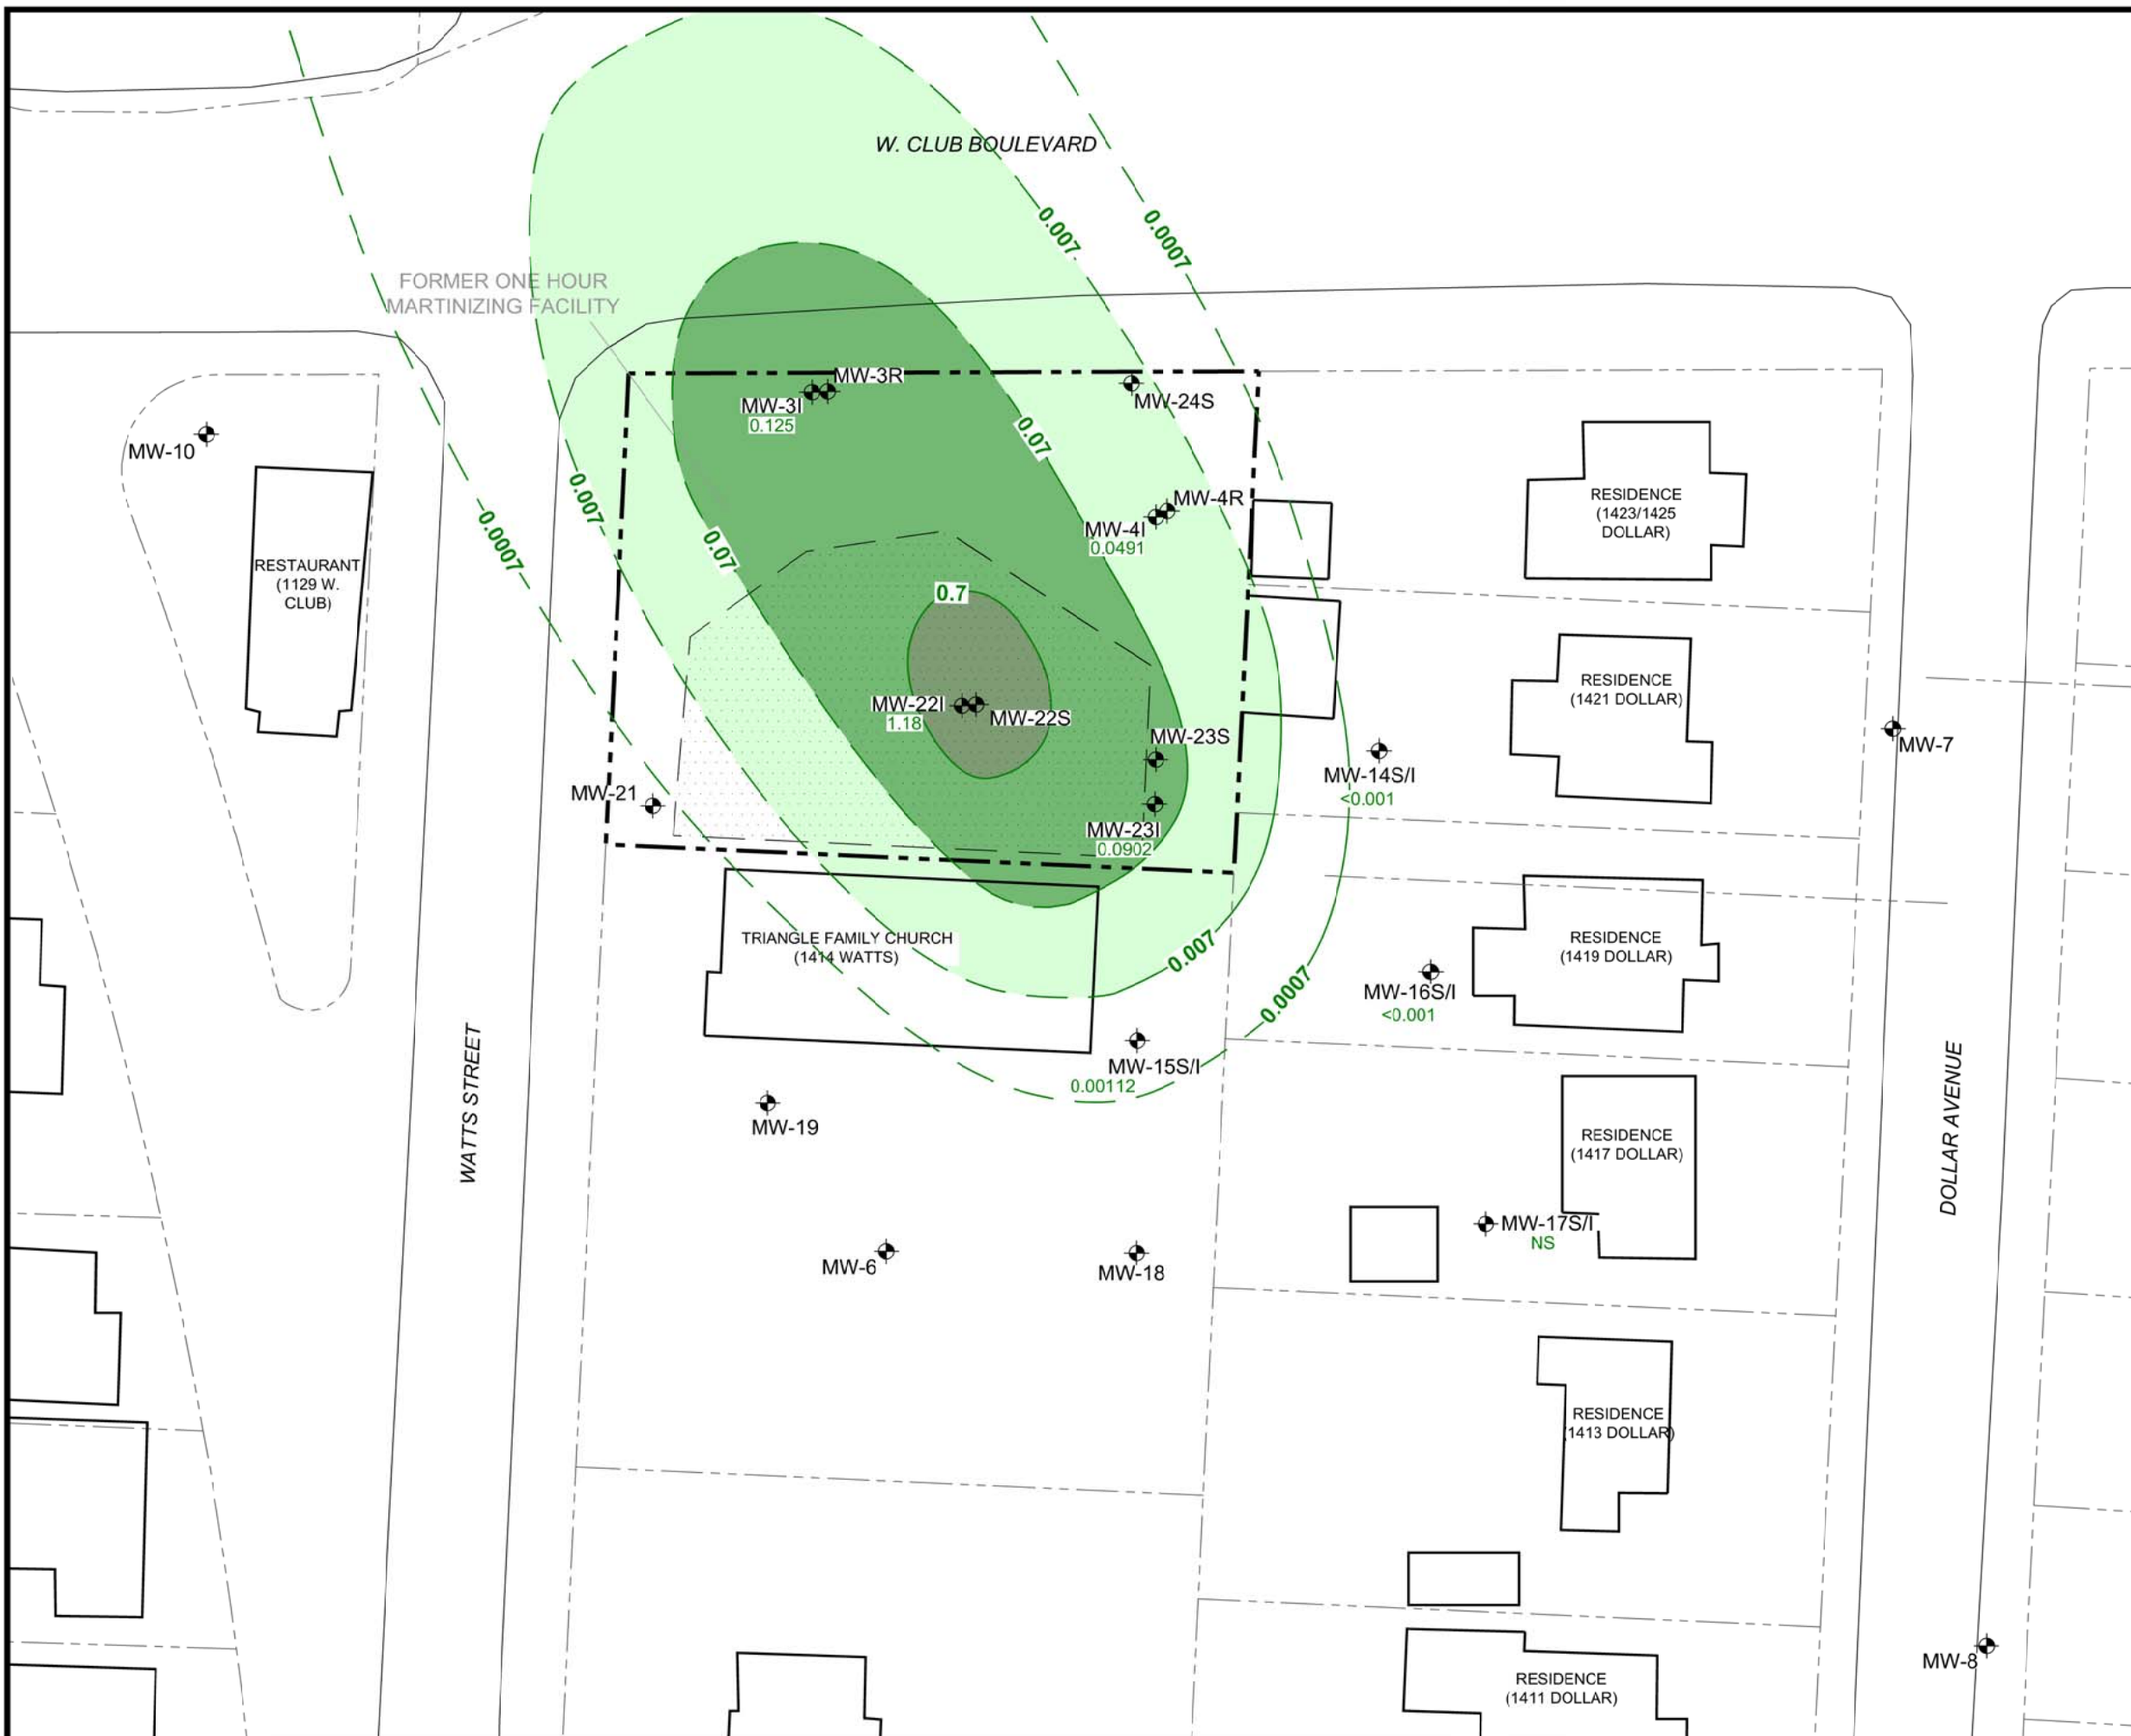 W. CLUB BOULEVARD
0.007
0.0007
FORMER ONE HOUR
MARTINIZING FACILITY
MW-3R
MW-3I
0.125
MW-24S
MW-10
0.07
0.007
0.0007
0.07
MW-4R
MW-4I
0.0491
RESIDENCE
(1423/1425
DOLLAR)
RESTAURANT
(1129 W.
CLUB)
0.7
RESIDENCE
(1421 DOLLAR)
MW-22I
1.18
MW-22S
MW-23S
MW-7
MW-14S/I
<0.001
MW-21
MW-23I
0.0902
TRIANGLE FAMILY CHURCH
(1414 WATTS)
0.007
0.0007
RESIDENCE
(1419 DOLLAR)
MW-16S/I
<0.001
MW-15S/I
0.00112
WATTS STREET
DOLLAR AVENUE
MW-19
RESIDENCE
(1417 DOLLAR)
MW-17S/I
NS
MW-6
MW-18
RESIDENCE
(1413 DOLLAR)
MW-8
RESIDENCE
(1411 DOLLAR)